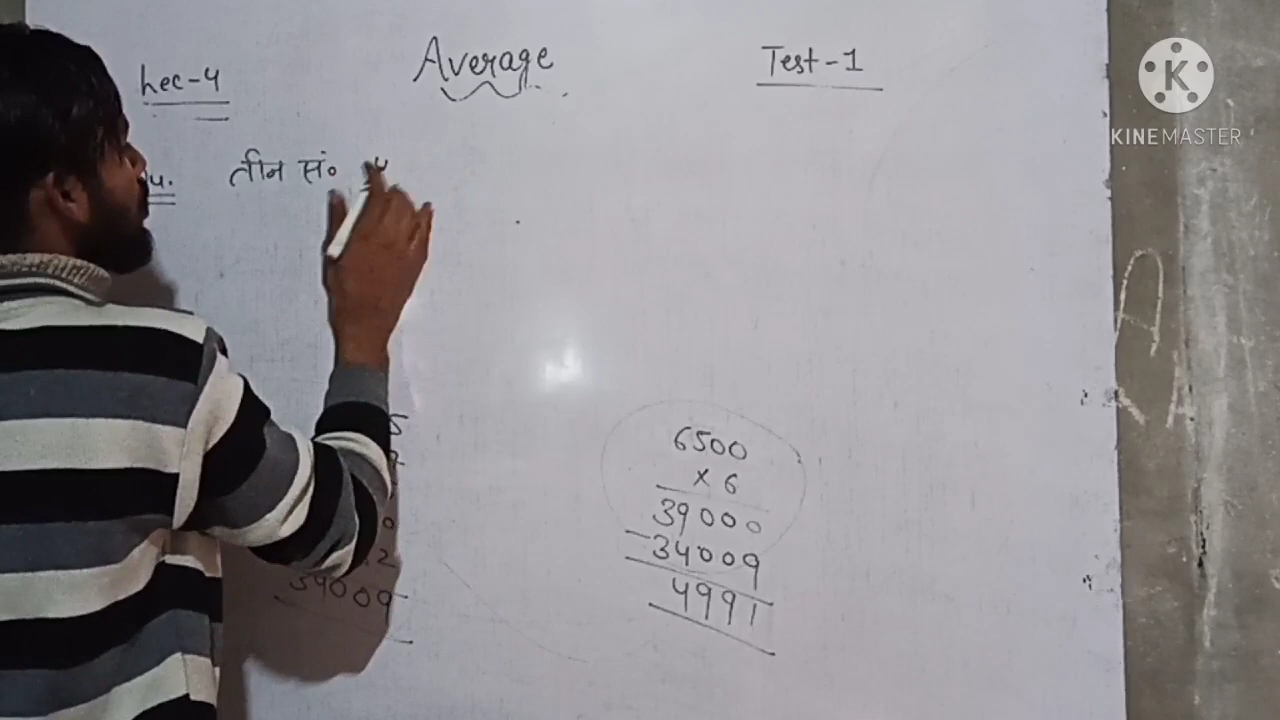 Lec-4
Average
Test-1
तीन सं०
6500
× 6
39000
-34009
4991
34009
KINEMASTER